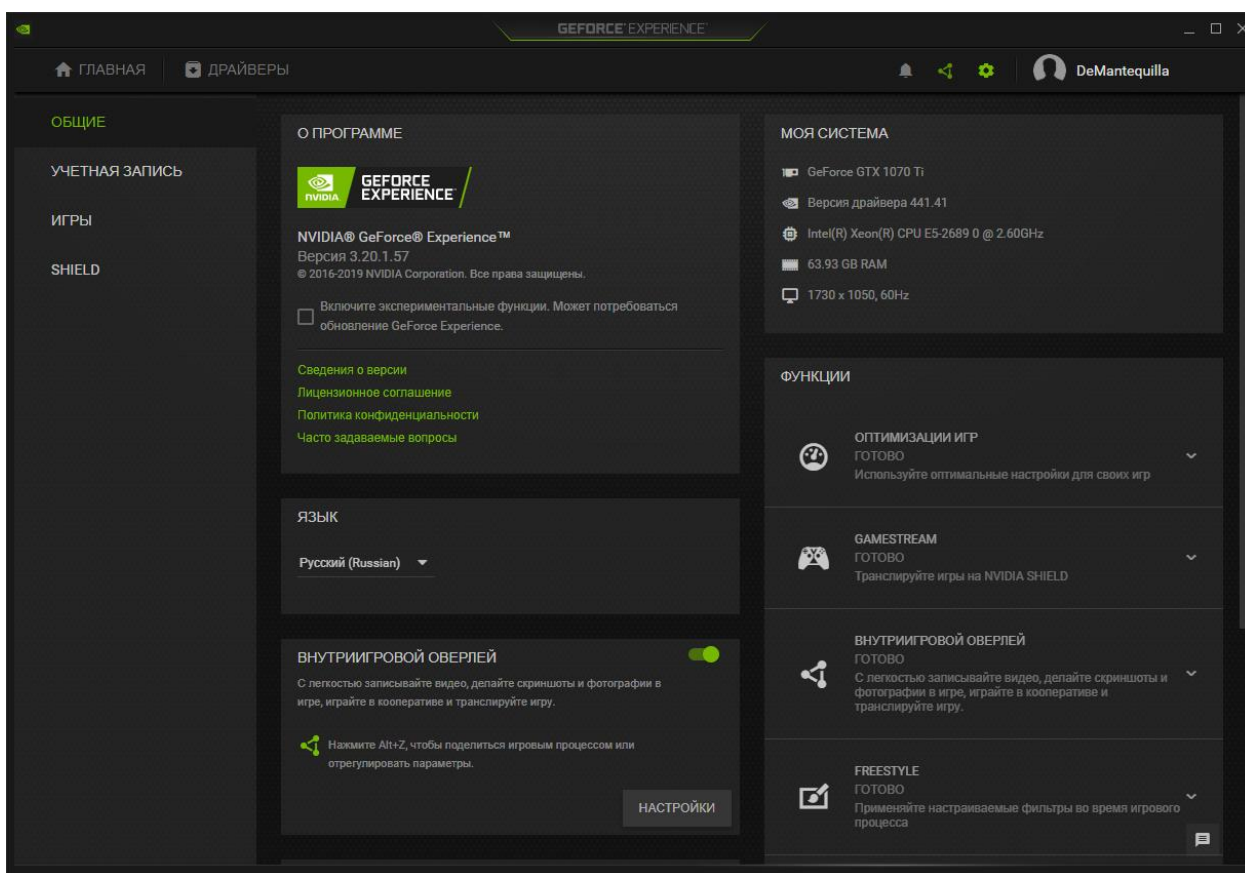 GEFORCE® EXPERIENCE™
ГЛАВНАЯ
ДРАЙВЕРЫ
DeMantequilla
ОБЩИЕ
УЧЕТНАЯ ЗАПИСЬ
ИГРЫ
SHIELD
О ПРОГРАММЕ
NVIDIA
GEFORCE
EXPERIENCE™
NVIDIA® GeForce® Experience™
Версия 3.20.1.57
© 2016-2019 NVIDIA Corporation. Все права защищены.
Включите экспериментальные функции. Может потребоваться
обновление GeForce Experience.
Сведения о версии
Лицензионное соглашение
Политика конфиденциальности
Часто задаваемые вопросы
ЯЗЫК
Русский (Russian)
ВНУТРИИГРОВОЙ ОВЕРЛЕЙ
С легкостью записывайте видео, делайте скриншоты и фотографии в
игре, играйте в кооперативе и транслируйте игру.
Нажмите Alt+Z, чтобы поделиться игровым процессом или
отрегулировать параметры.
НАСТРОЙКИ
МОЯ СИСТЕМА
GeForce GTX 1070 Ti
Версия драйвера 441.41
Intel(R) Xeon(R) CPU E5-2689 0 @ 2.60GHz
63.93 GB RAM
1730 x 1050, 60Hz
ФУНКЦИИ
ОПТИМИЗАЦИИ ИГР
ГОТОВО
Используйте оптимальные настройки для своих игр
GAMESTREAM
ГОТОВО
Транслируйте игры на NVIDIA SHIELD
ВНУТРИИГРОВОЙ ОВЕРЛЕЙ
ГОТОВО
С легкостью записывайте видео, делайте скриншоты и
фотографии в игре, играйте в кооперативе и
транслируйте игру.
FREESTYLE
ГОТОВО
Применяйте настраиваемые фильтры во время игрового
процесса